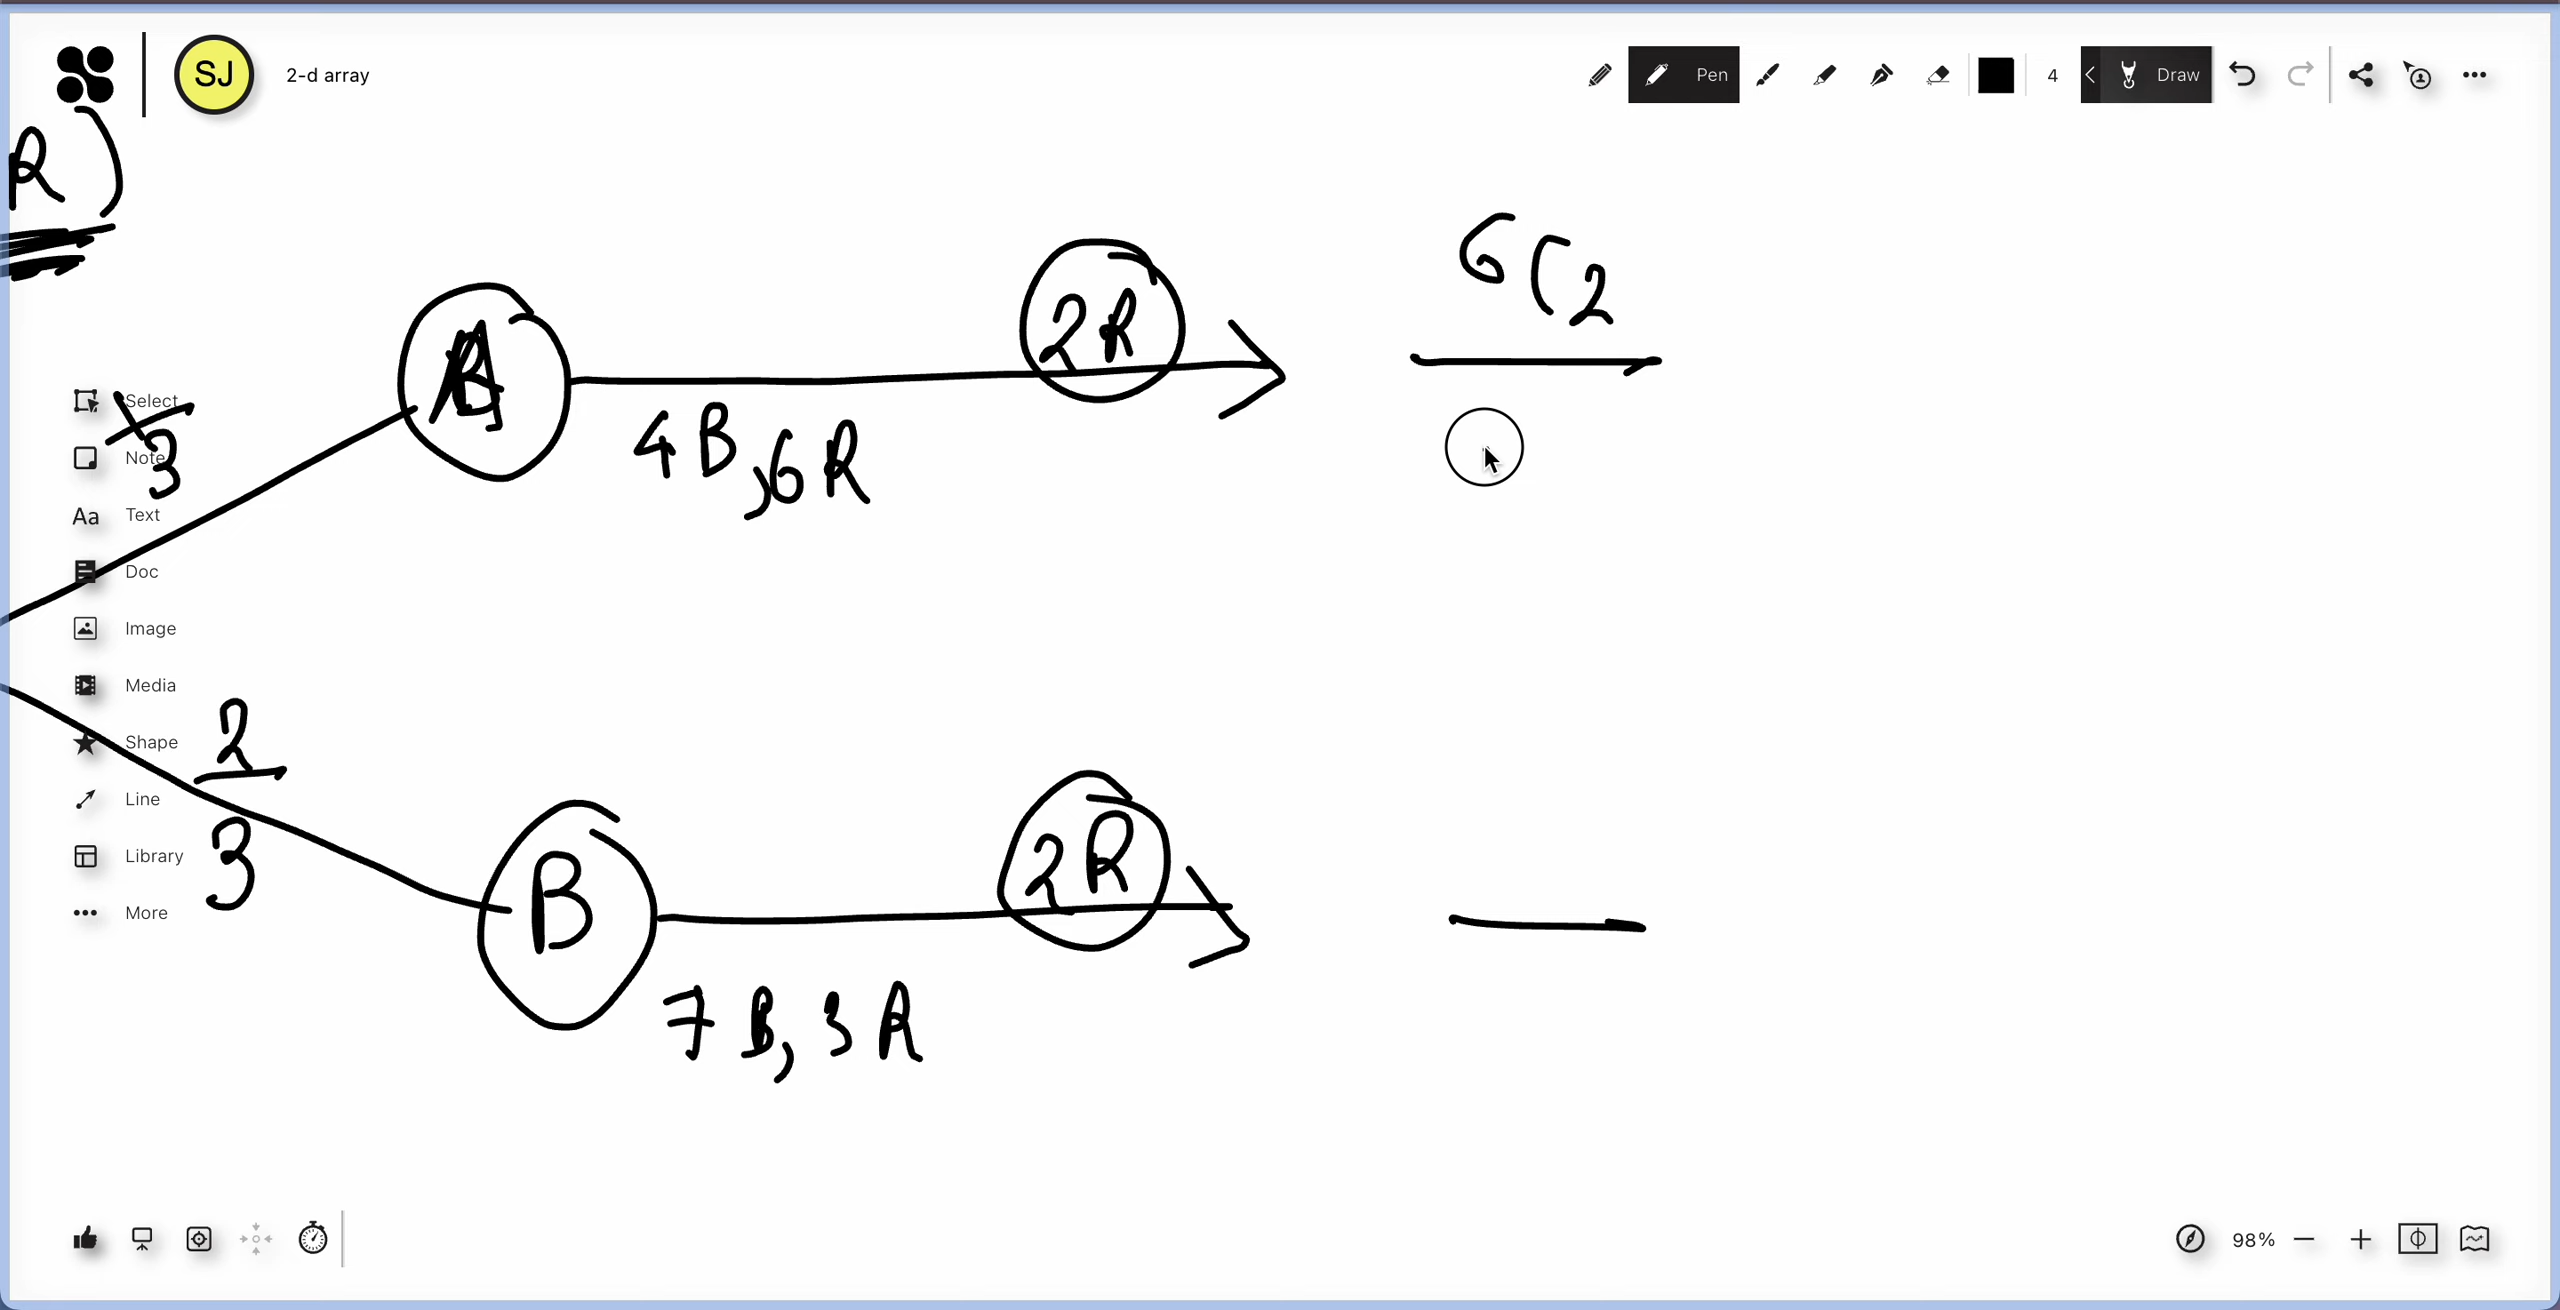 SJ
2-d array
Pen
4
Draw
R)
6C2
2R
A
Select
3
Note
4B, 6R
Text
Doc
Image
Media
2
3
Shape
Line
Library
More
B
2R
7B, 3R
98%